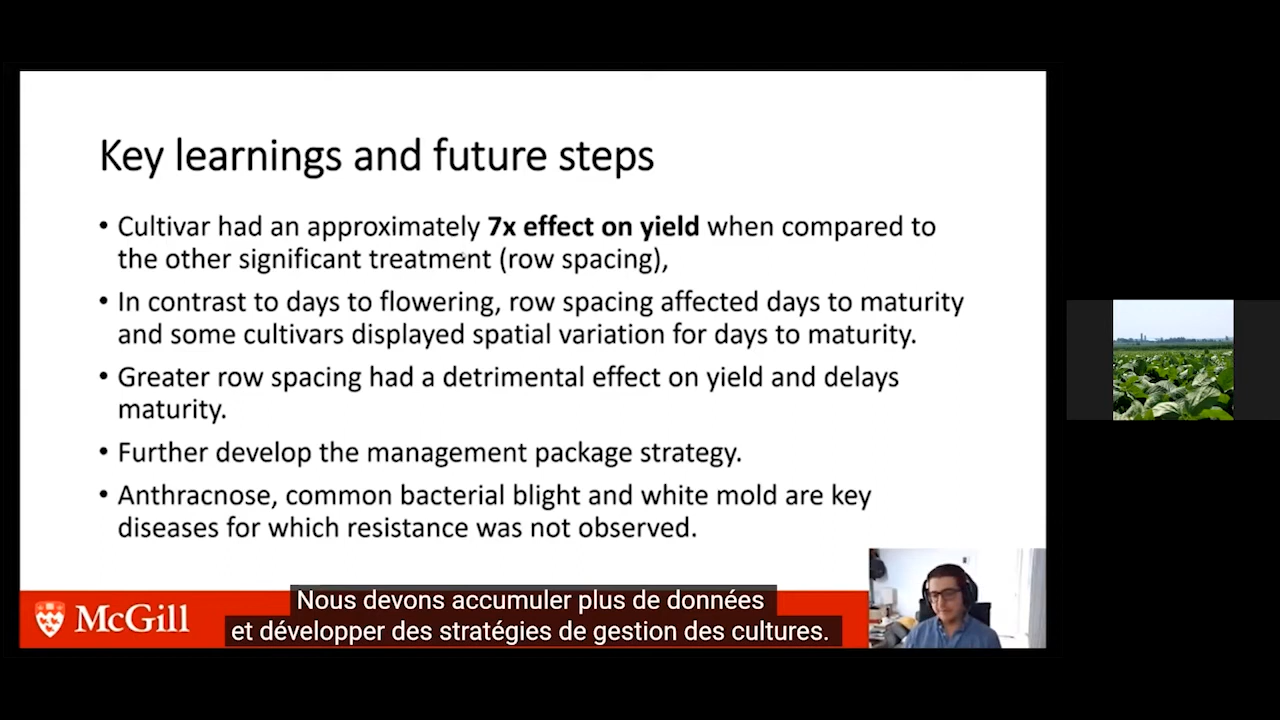 Key learnings and future steps
• Cultivar had an approximately 7x effect on yield when compared to
the other significant treatment (row spacing),
• In contrast to days to flowering, row spacing affected days to maturity
and some cultivars displayed spatial variation for days to maturity.
• Greater row spacing had a detrimental effect on yield and delays
maturity.
• Further develop the management package strategy.
• Anthracnose, common bacterial blight and white mold are key
diseases for which resistance was not observed.
McGill
Nous devons accumuler plus de données
et développer des stratégies de gestion des cultures.